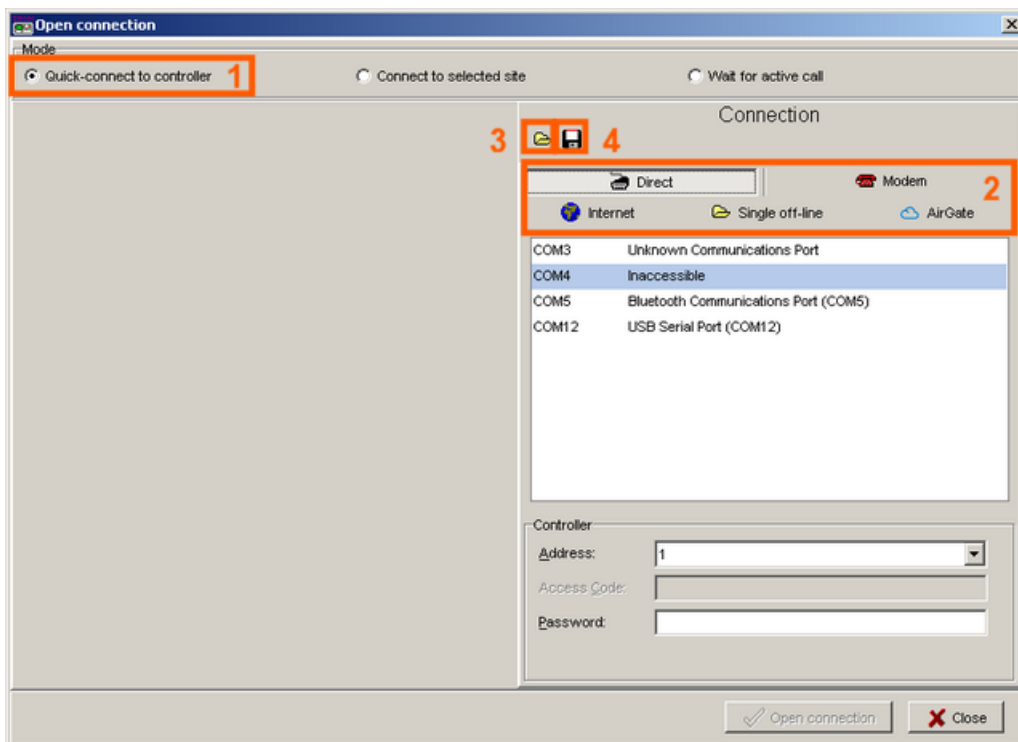 Open connection
Mode
Quick-connect to controller 1
Connect to selected site
Wait for active call
Connection
3 4
Direct Modem 2
Internet Single off-line AirGate
COM3 Unknown Communications Port
COM4 Inaccessible
COM5 Bluetooth Communications Port (COM5)
COM12 USB Serial Port (COM12)
Controller
Address: 1
Access Code:
Password:
Open connection Close